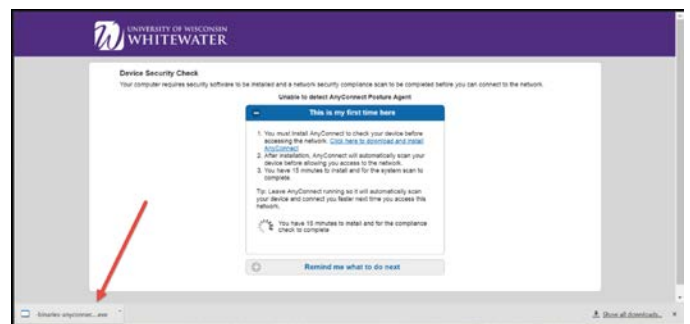 UNIVERSITY OF WISCONSIN
WHITEWATER
Device Security Check
Your computer requires security software to be installed and a network security compliance scan to be completed before you can connect to the network.
Unable to detect AnyConnect Posture Agent
This is my first time here
1. You must install AnyConnect to check your device before
accessing the network. Click here to download and install
AnyConnect
2. After installation, AnyConnect will automatically scan your
device before allowing you access to the network.
3. You have 15 minutes to install and for the system scan to
complete.
Tip: Leave AnyConnect running so it will automatically scan
your device and connect you faster next time you access this
network.
You have 15 minutes to install and for the compliance
check to complete
Remind me what to do next
binaries-anyconnec....exe
Show all downloads...